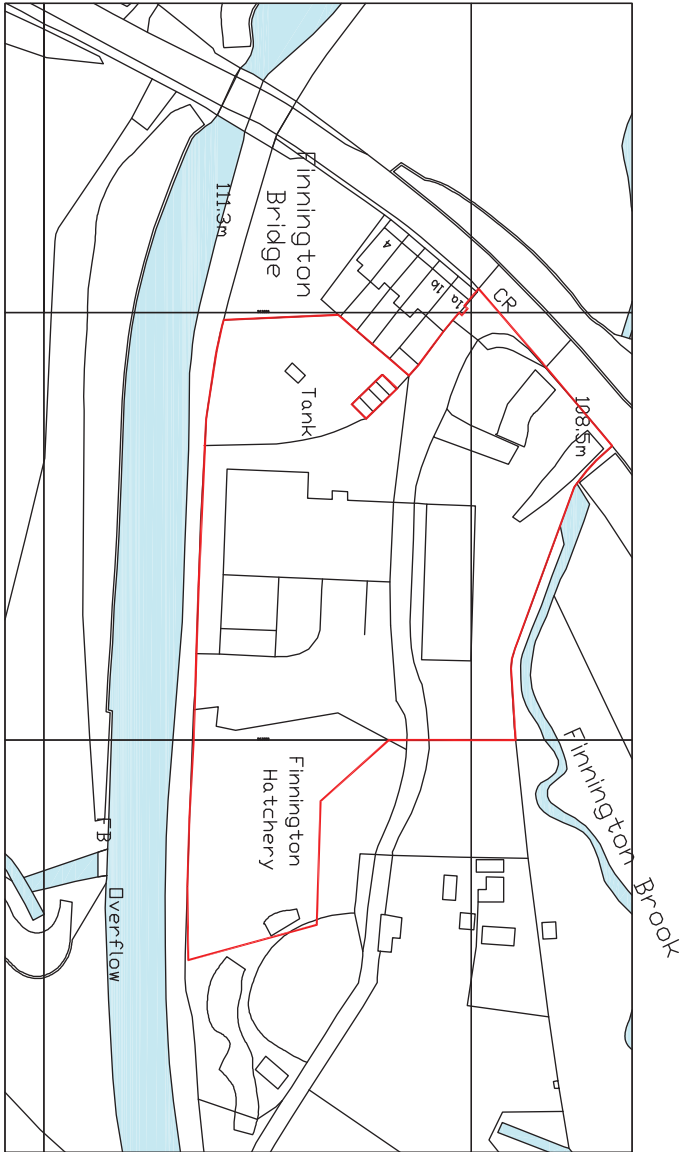 Finnington
Bridge
111.3m
4
1b
1a
CR
108.5m
Tank
Finnington
Hatchery
Finnington Brook
FB
Overflow